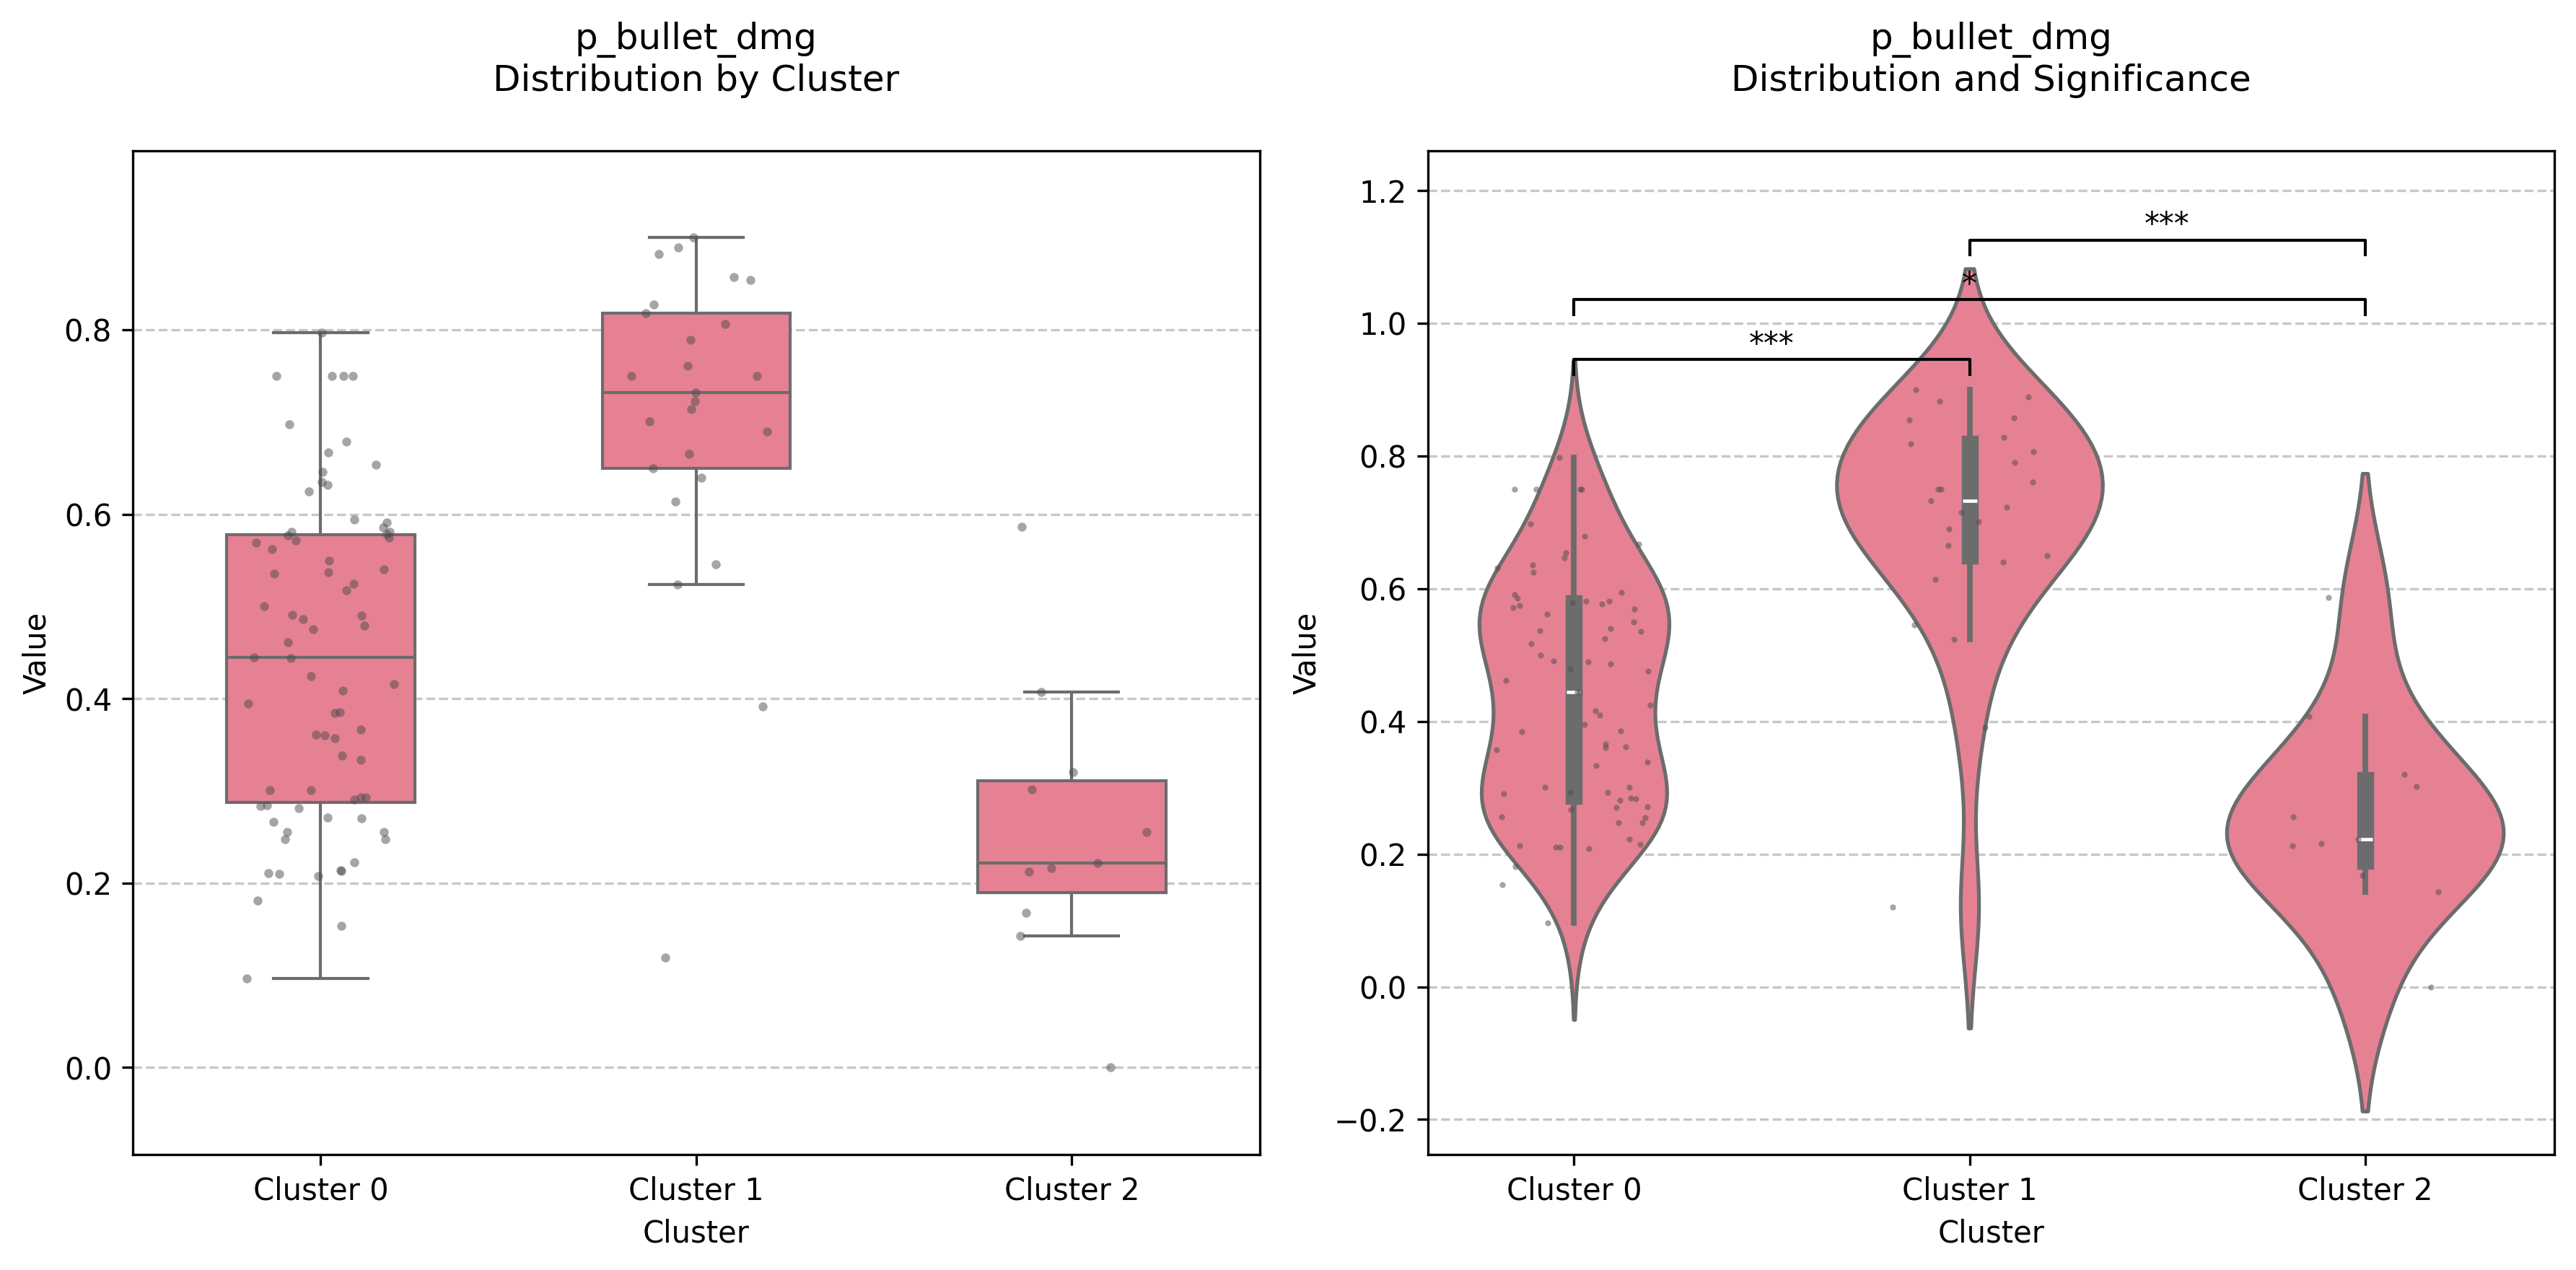 p_bullet_dmg
Distribution by Cluster
Value
0.8
0.6
0.4
0.2
0.0
Cluster 0
Cluster 1
Cluster 2
Cluster
p_bullet_dmg
Distribution and Significance
Value
1.2
1.0
0.8
0.6
0.4
0.2
0.0
−0.2
***
*
***
Cluster 0
Cluster 1
Cluster 2
Cluster